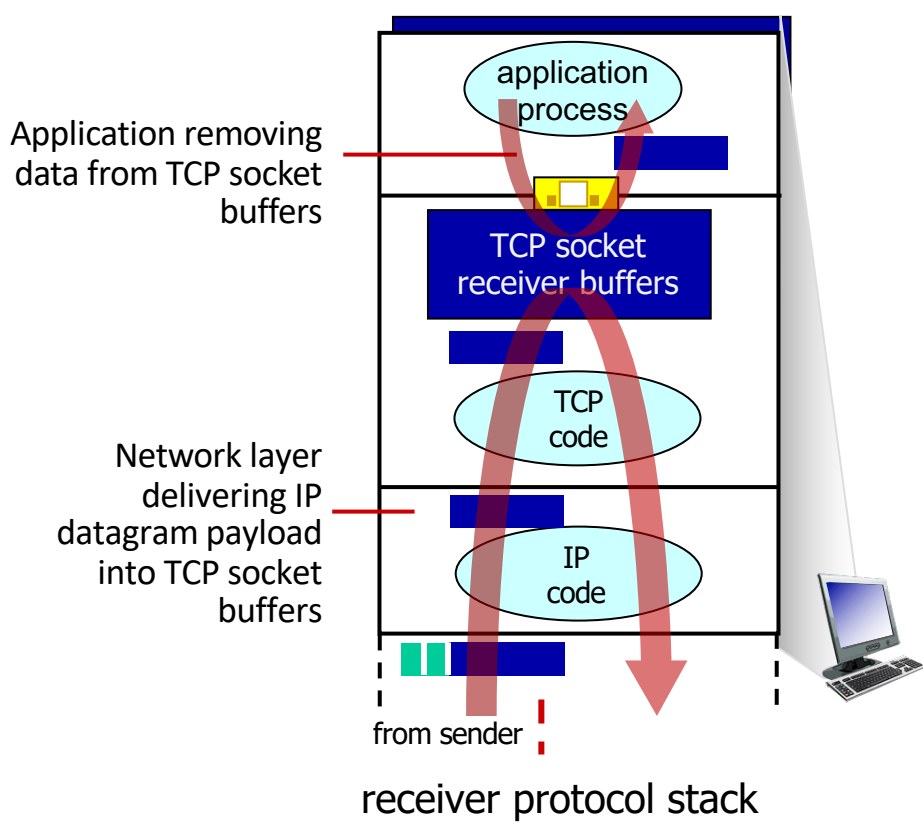 application
process
Application removing
data from TCP socket
buffers
TCP socket
receiver buffers
TCP
code
Network layer
delivering IP
datagram payload
into TCP socket
buffers
IP
code
from sender
receiver protocol stack